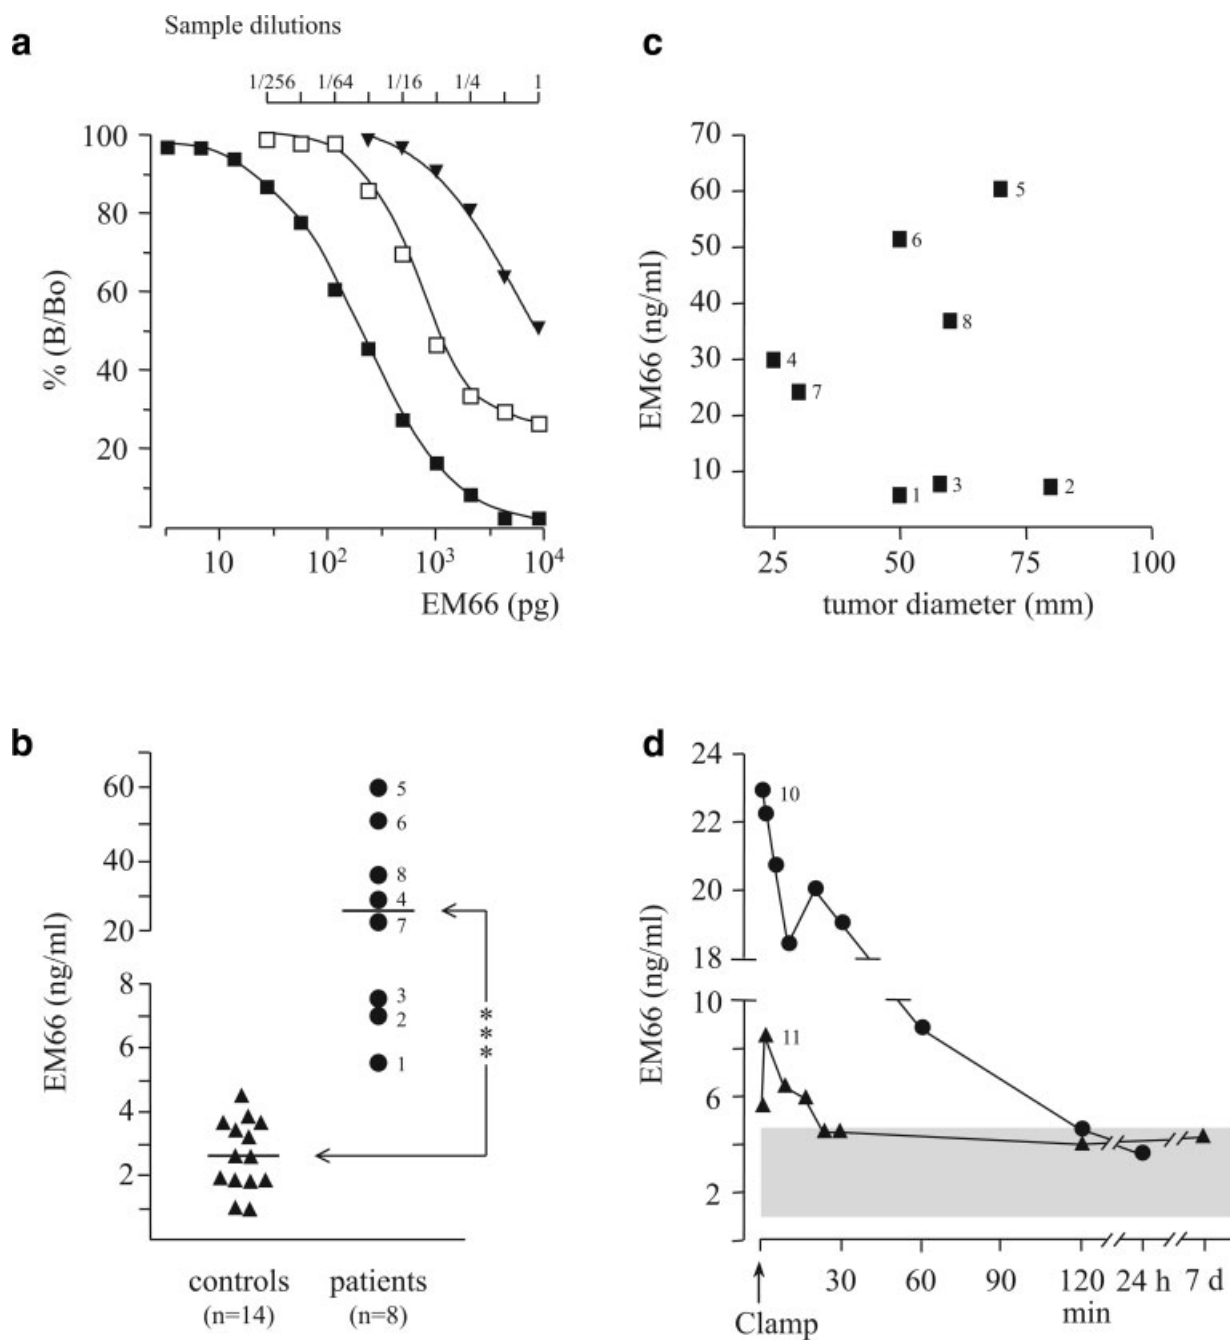 a
Sample dilutions
1/256 1/64 1/16 1/4 1
100
80
60
40
20
% (B/Bo)
10 10² 10³ 10⁴
EM66 (pg)
c
70
60
50
40
30
20
10
EM66 (ng/ml)
5
6
8
4
7
3
2
1
25 50 75 100
tumor diameter (mm)
b
60
40
20
8
6
4
2
EM66 (ng/ml)
5
6
8
4
7
3
2
1
***
controls patients
(n=14) (n=8)
d
24
22
20
18
10
6
2
EM66 (ng/ml)
10
11
30 60 90 120 24 h 7 d
min
Clamp